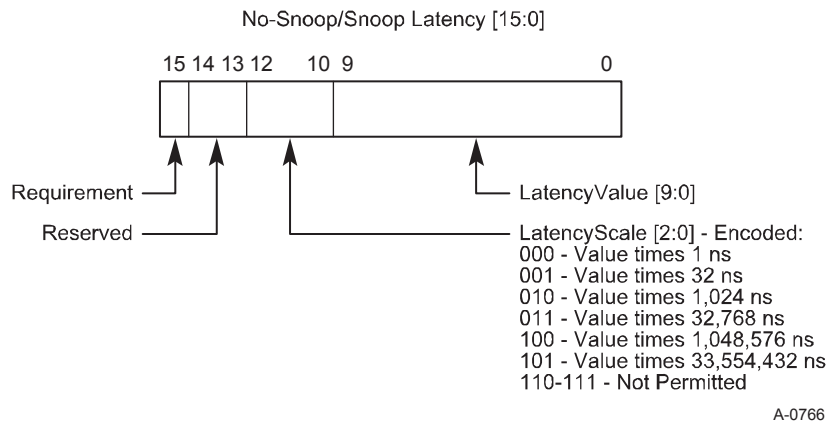 No-Snoop/Snoop Latency [15:0]
15 14 13 12 10 9 0
Requirement
LatencyValue [9:0]
Reserved
LatencyScale [2:0] - Encoded:
000 - Value times 1 ns
001 - Value times 32 ns
010 - Value times 1,024 ns
011 - Value times 32,768 ns
100 - Value times 1,048,576 ns
101 - Value times 33,554,432 ns
110-111 - Not Permitted
A-0766